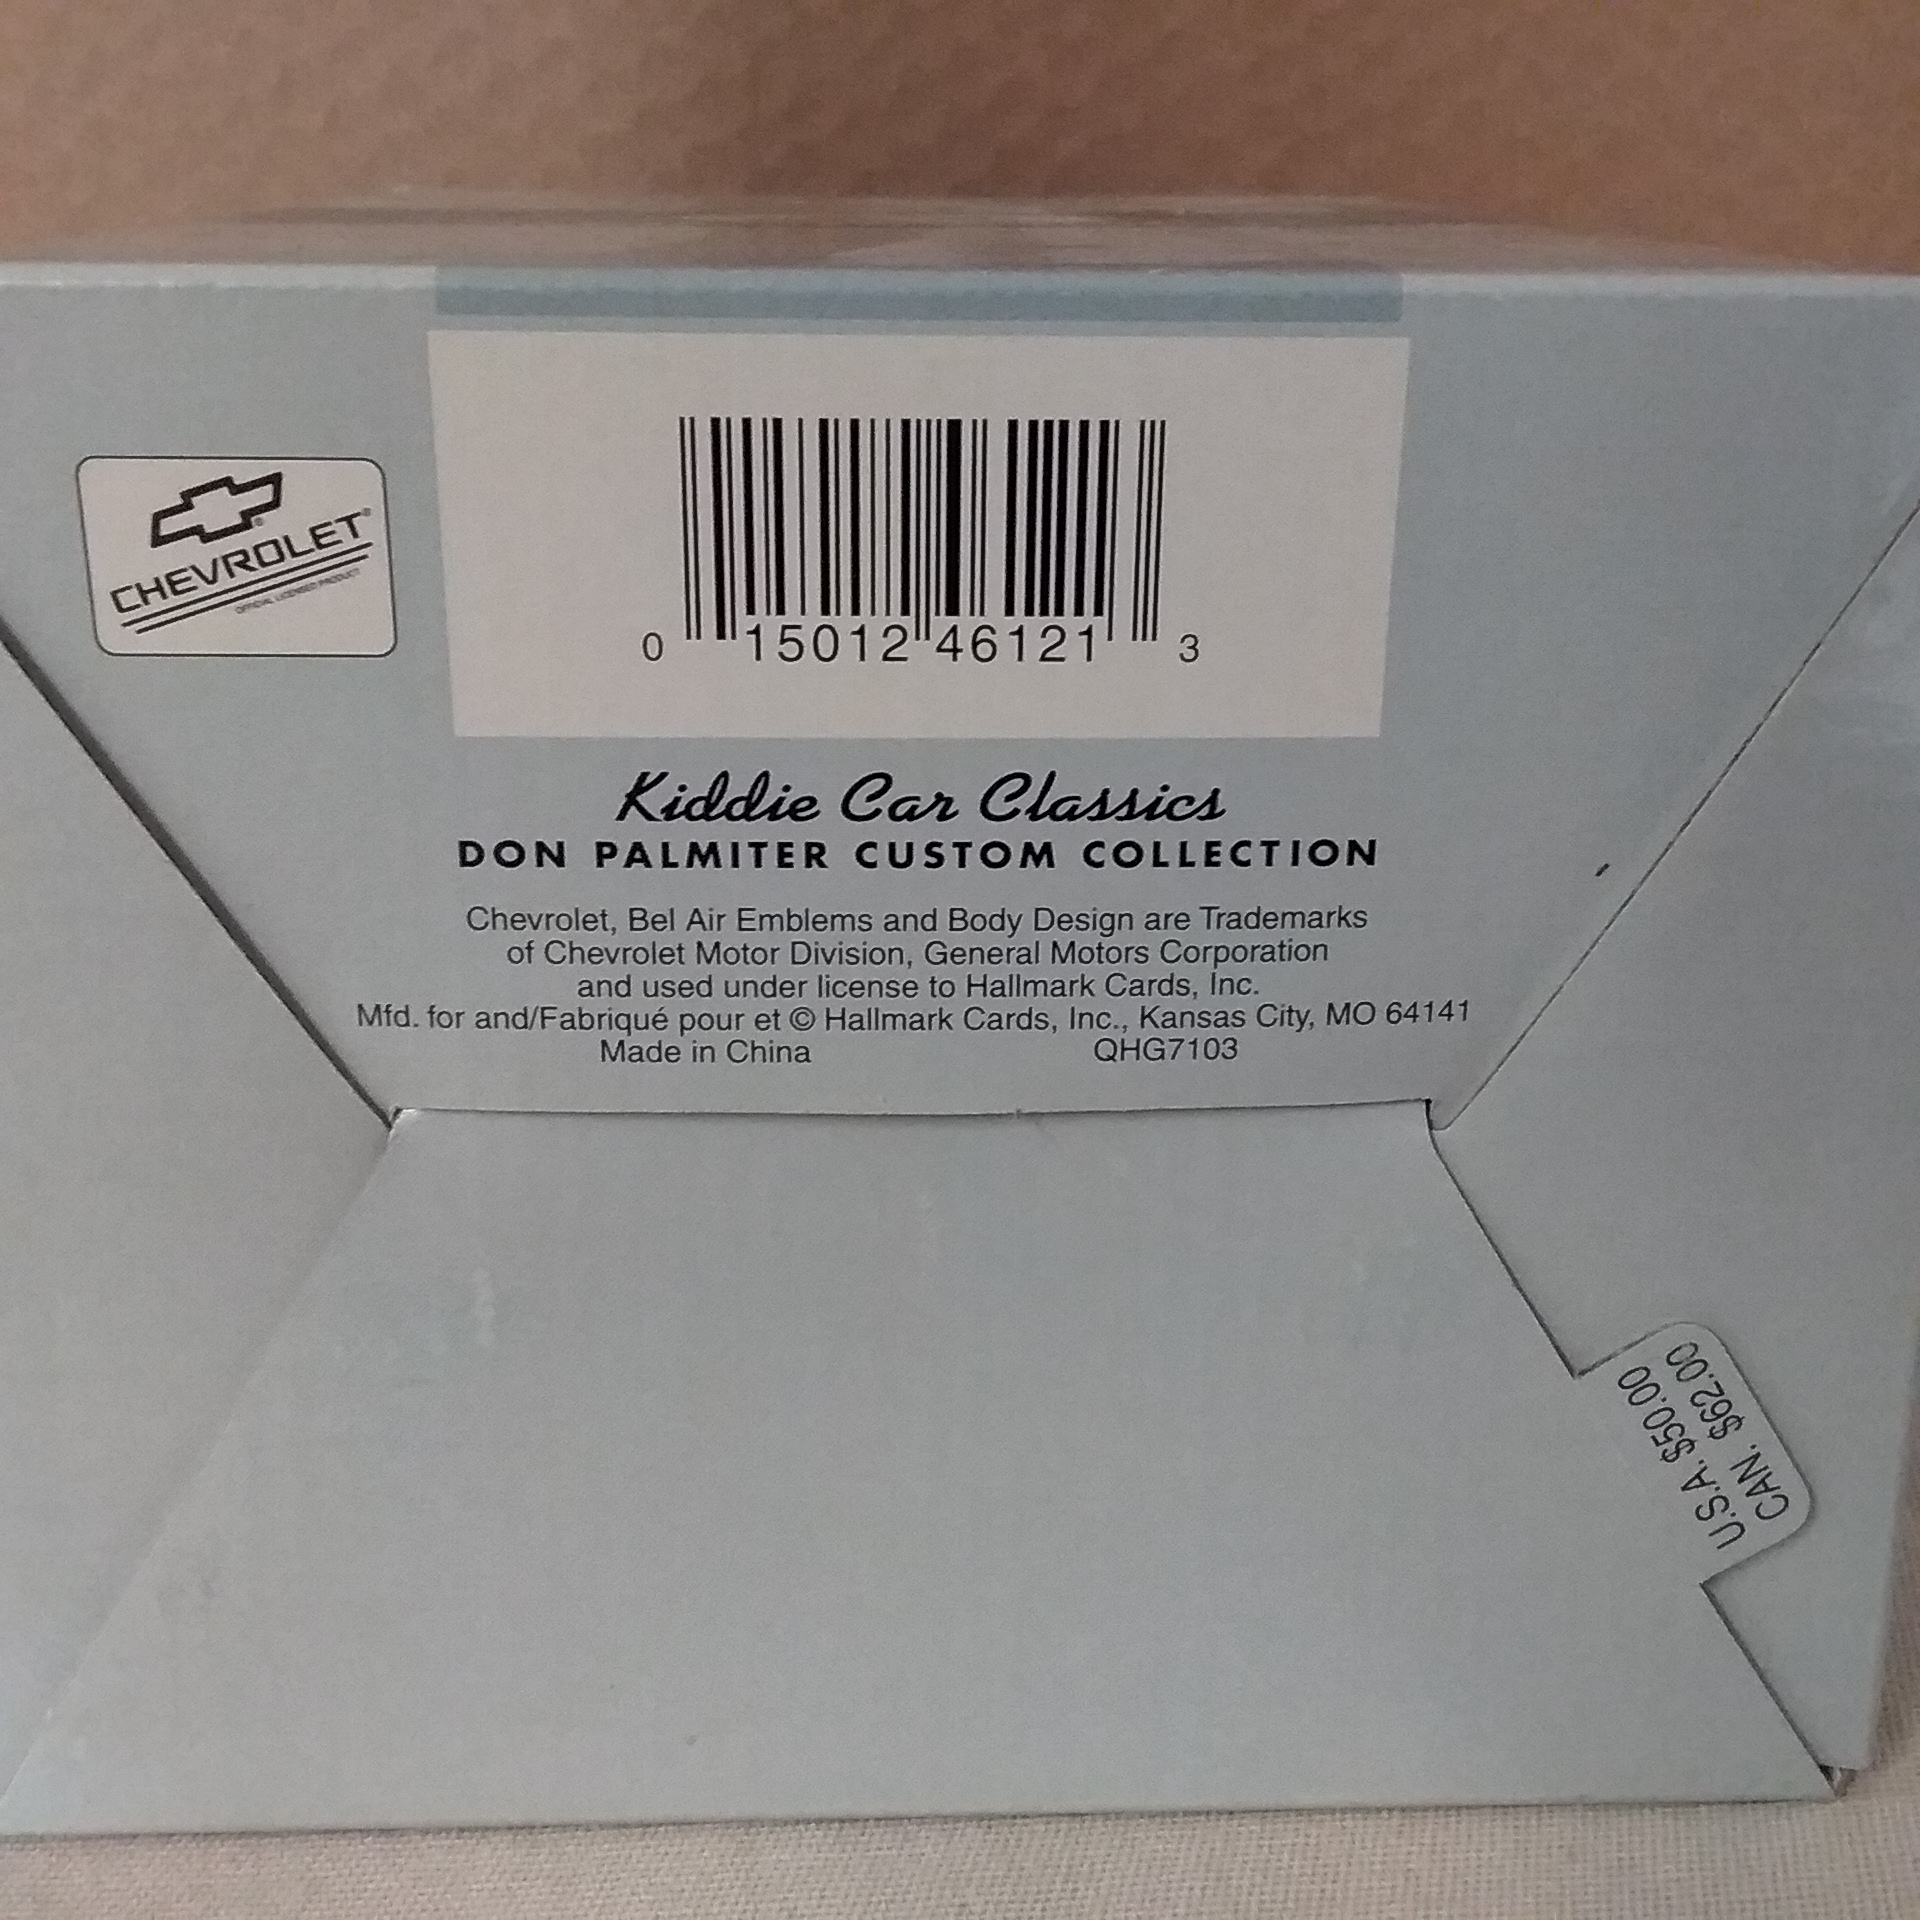 CHEVROLET®
OFFICIAL LICENSED PRODUCT
0 15012 46121 3
Kiddie Car Classics
DON PALMITER CUSTOM COLLECTION
Chevrolet, Bel Air Emblems and Body Design are Trademarks
of Chevrolet Motor Division, General Motors Corporation
and used under license to Hallmark Cards, Inc.
Mfd. for and/Fabriqué pour et © Hallmark Cards, Inc., Kansas City, MO 64141
Made in China QHG7103
U.S.A. $50.00
CAN. $62.00